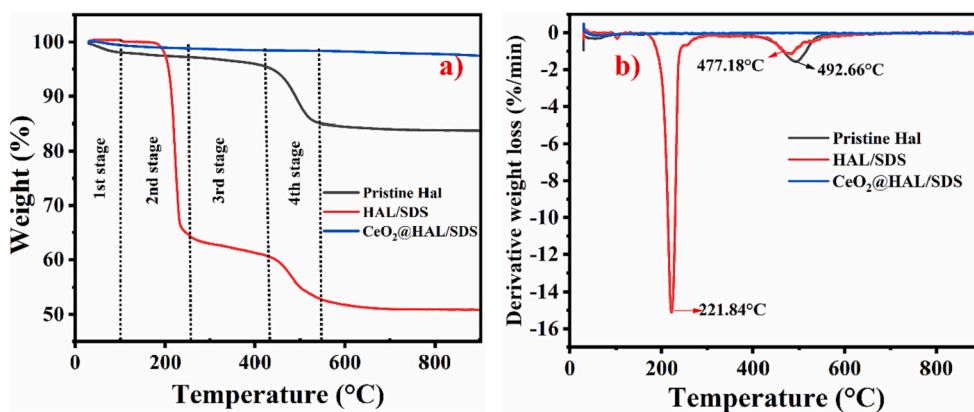 100
90
80
70
60
50
Weight (%)
a)
1st stage
2nd stage
3rd stage
4th stage
Pristine Hal
HAL/SDS
CeO₂@HAL/SDS
0
200
400
600
800
Temperature (°C)
0
-2
-4
-6
-8
-10
-12
-14
-16
Derivative weight loss (%/min)
b)
477.18°C
492.66°C
Pristine Hal
HAL/SDS
CeO₂@HAL/SDS
221.84°C
0
200
400
600
800
Temperature (°C)